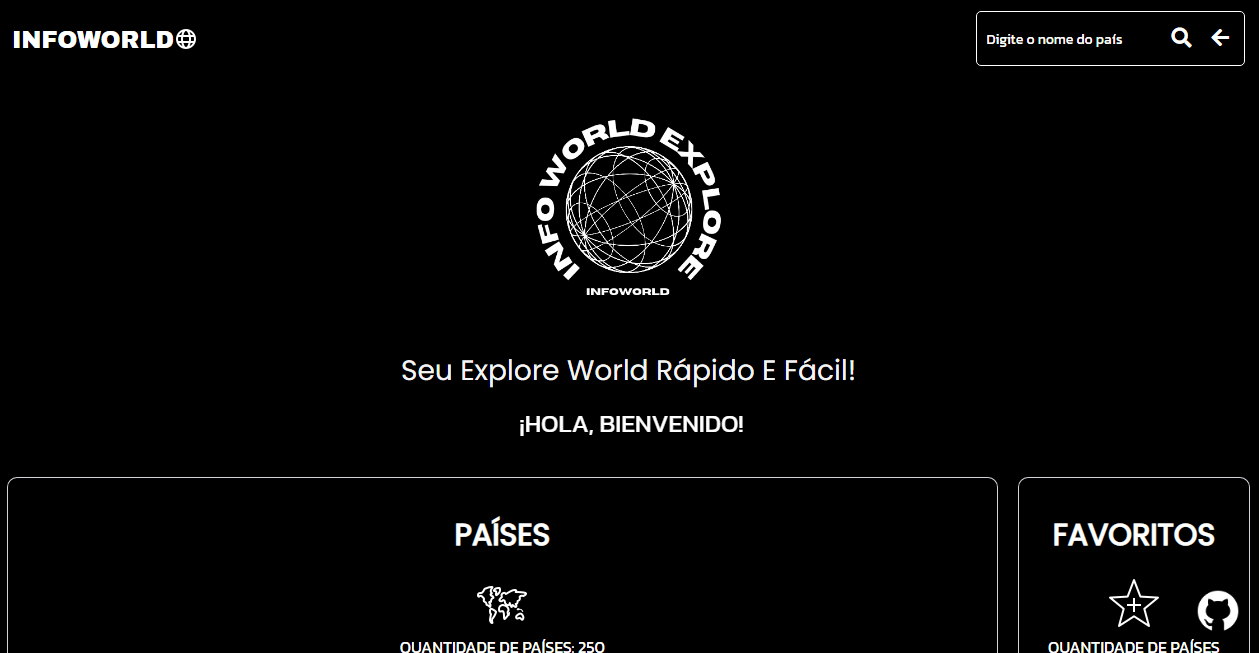 INFOWORLD
Digite o nome do país
INFO WORLD EXPLORE
INFOWORLD
Seu Explore World Rápido E Fácil!
¡HOLA, BIENVENIDO!
PAÍSES
QUANTIDADE DE PAÍSES: 250
FAVORITOS
QUANTIDADE DE PAÍSES